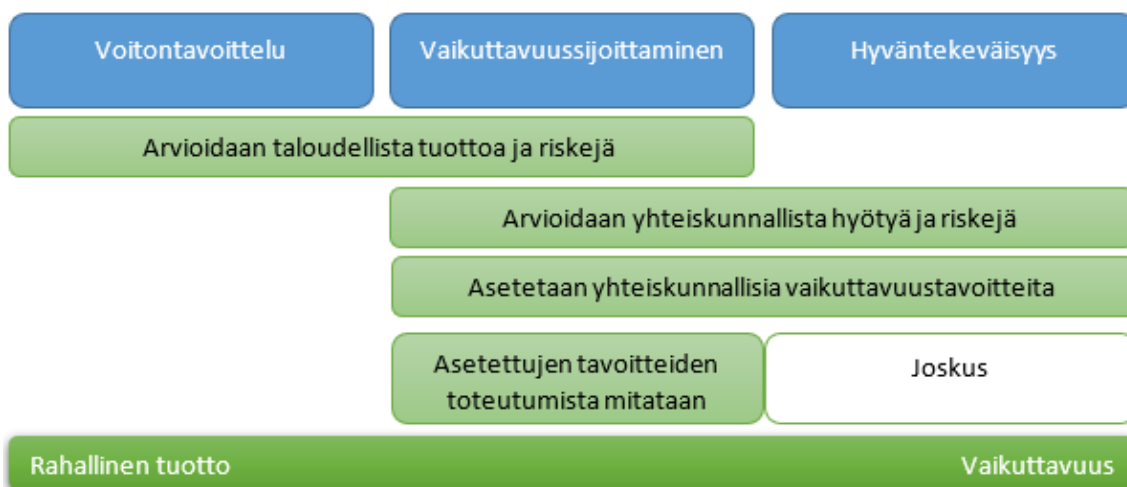 Voitontavoittelu
Vaikuttavuussijoittaminen
Hyväntekeväisyys
Arvioidaan taloudellista tuottoa ja riskejä
Arvioidaan yhteiskunnallista hyötyä ja riskejä
Asetetaan yhteiskunnallisia vaikuttavuustavoitteita
Asetettujen tavoitteiden
toteutumista mitataan
Joskus
Rahallinen tuotto
Vaikuttavuus